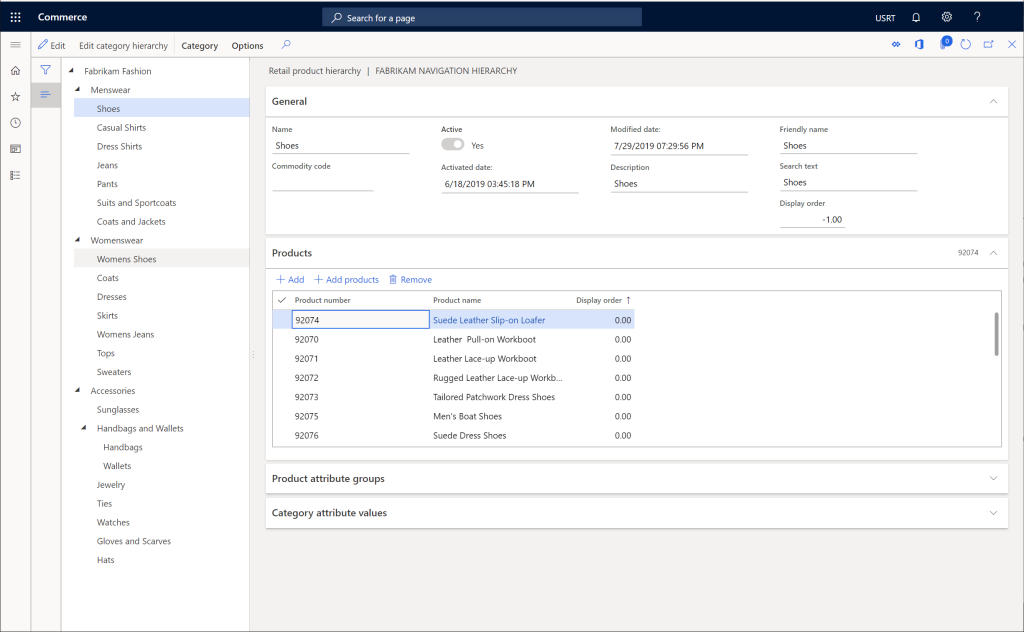 Commerce
Search for a page
USRT
?
Edit
Edit category hierarchy
Category
Options
0
Fabrikam Fashion
Menswear
Shoes
Casual Shirts
Dress Shirts
Jeans
Pants
Suits and Sportcoats
Coats and Jackets
Womenswear
Womens Shoes
Coats
Dresses
Skirts
Womens Jeans
Tops
Sweaters
Accessories
Sunglasses
Handbags and Wallets
Handbags
Wallets
Jewelry
Ties
Watches
Gloves and Scarves
Hats
Retail product hierarchy | FABRIKAM NAVIGATION HIERARCHY
General
Name
Shoes
Commodity code
Active
Yes
Activated date:
6/18/2019 03:45:18 PM
Modified date:
7/29/2019 07:29:56 PM
Description
Shoes
Friendly name
Shoes
Search text
Shoes
Display order
-1.00
Products
92074
Add
Add products
Remove
Product number Product name Display order ↑
92074 Suede Leather Slip-on Loafer 0.00
92070 Leather  Pull-on Workboot 0.00
92071 Leather Lace-up Workboot 0.00
92072 Rugged Leather Lace-up Workb... 0.00
92073 Tailored Patchwork Dress Shoes 0.00
92075 Men's Boat Shoes 0.00
92076 Suede Dress Shoes 0.00
Product attribute groups
Category attribute values